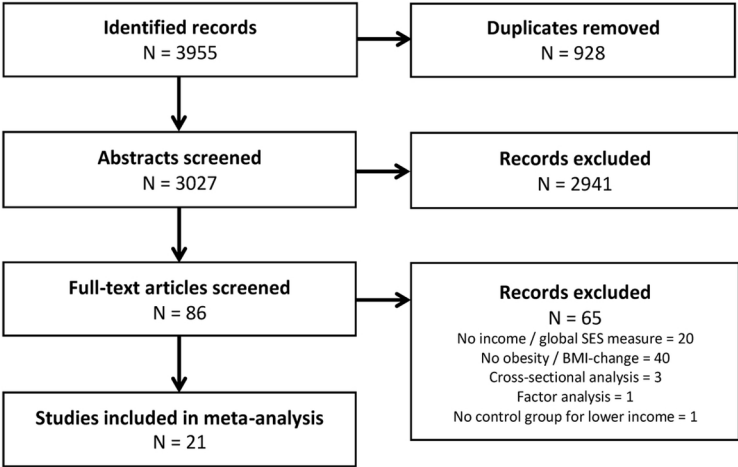 Identified records
N = 3955
Duplicates removed
N = 928
Abstracts screened
N = 3027
Records excluded
N = 2941
Full-text articles screened
N = 86
Records excluded
N = 65
No income / global SES measure = 20
No obesity / BMI-change = 40
Cross-sectional analysis = 3
Factor analysis = 1
No control group for lower income = 1
Studies included in meta-analysis
N = 21